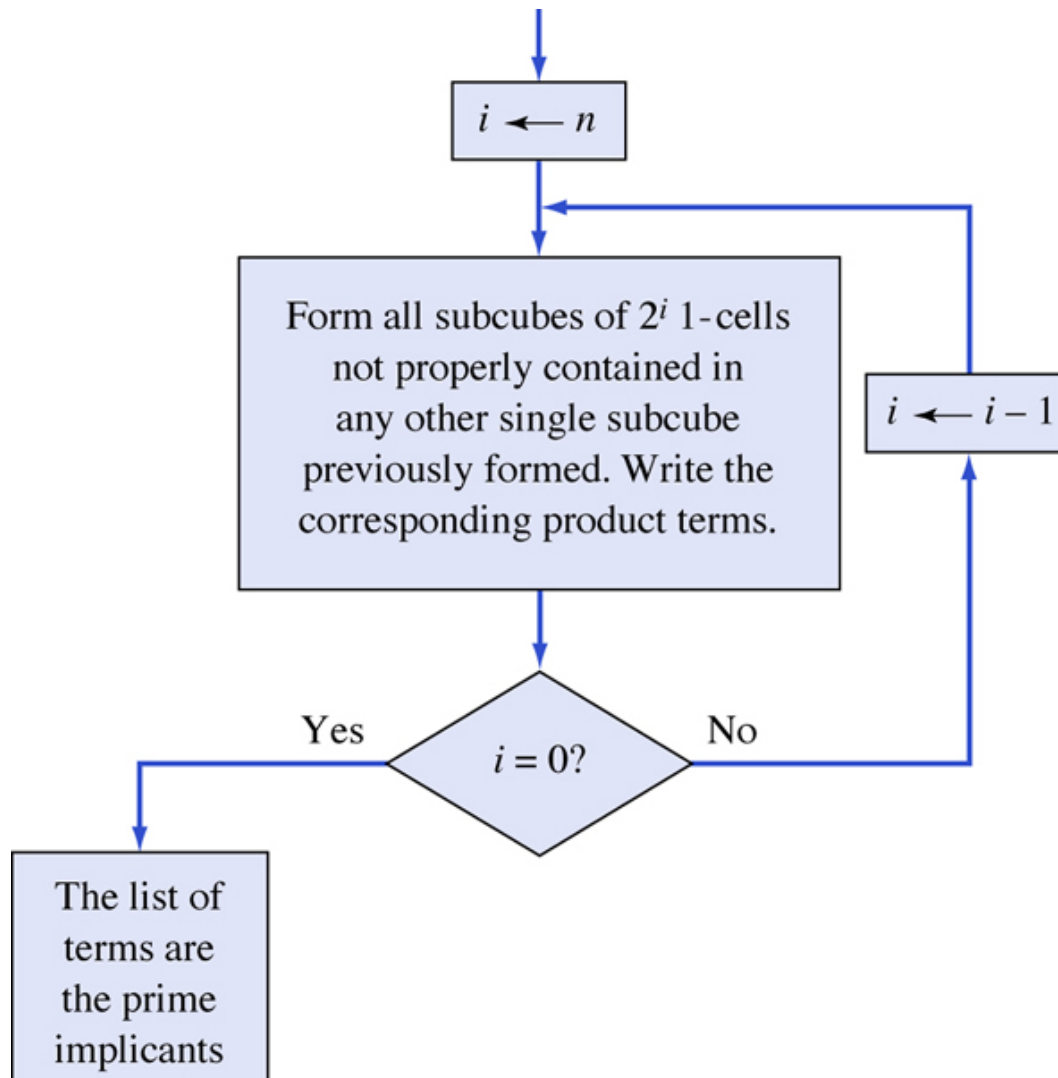 i ← n
Form all subcubes of 2ⁱ 1-cells
not properly contained in
any other single subcube
previously formed. Write the
corresponding product terms.
i ← i – 1
Yes
i = 0?
No
The list of
terms are
the prime
implicants